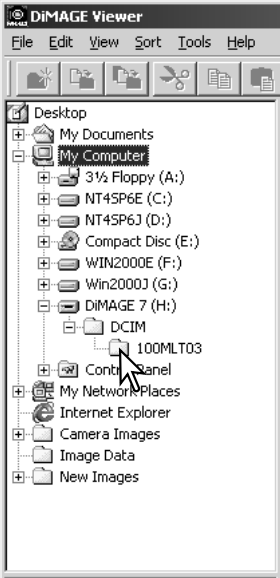 DiMAGE Viewer
File Edit View Sort Tools Help
Desktop
My Documents
My Computer
3½ Floppy (A:)
NT4SP6E (C:)
NT4SP6J (D:)
Compact Disc (E:)
WIN2000E (F:)
Win2000J (G:)
DiMAGE 7 (H:)
DCIM
100MLT03
Control Panel
My Network Places
Internet Explorer
Camera Images
Image Data
New Images